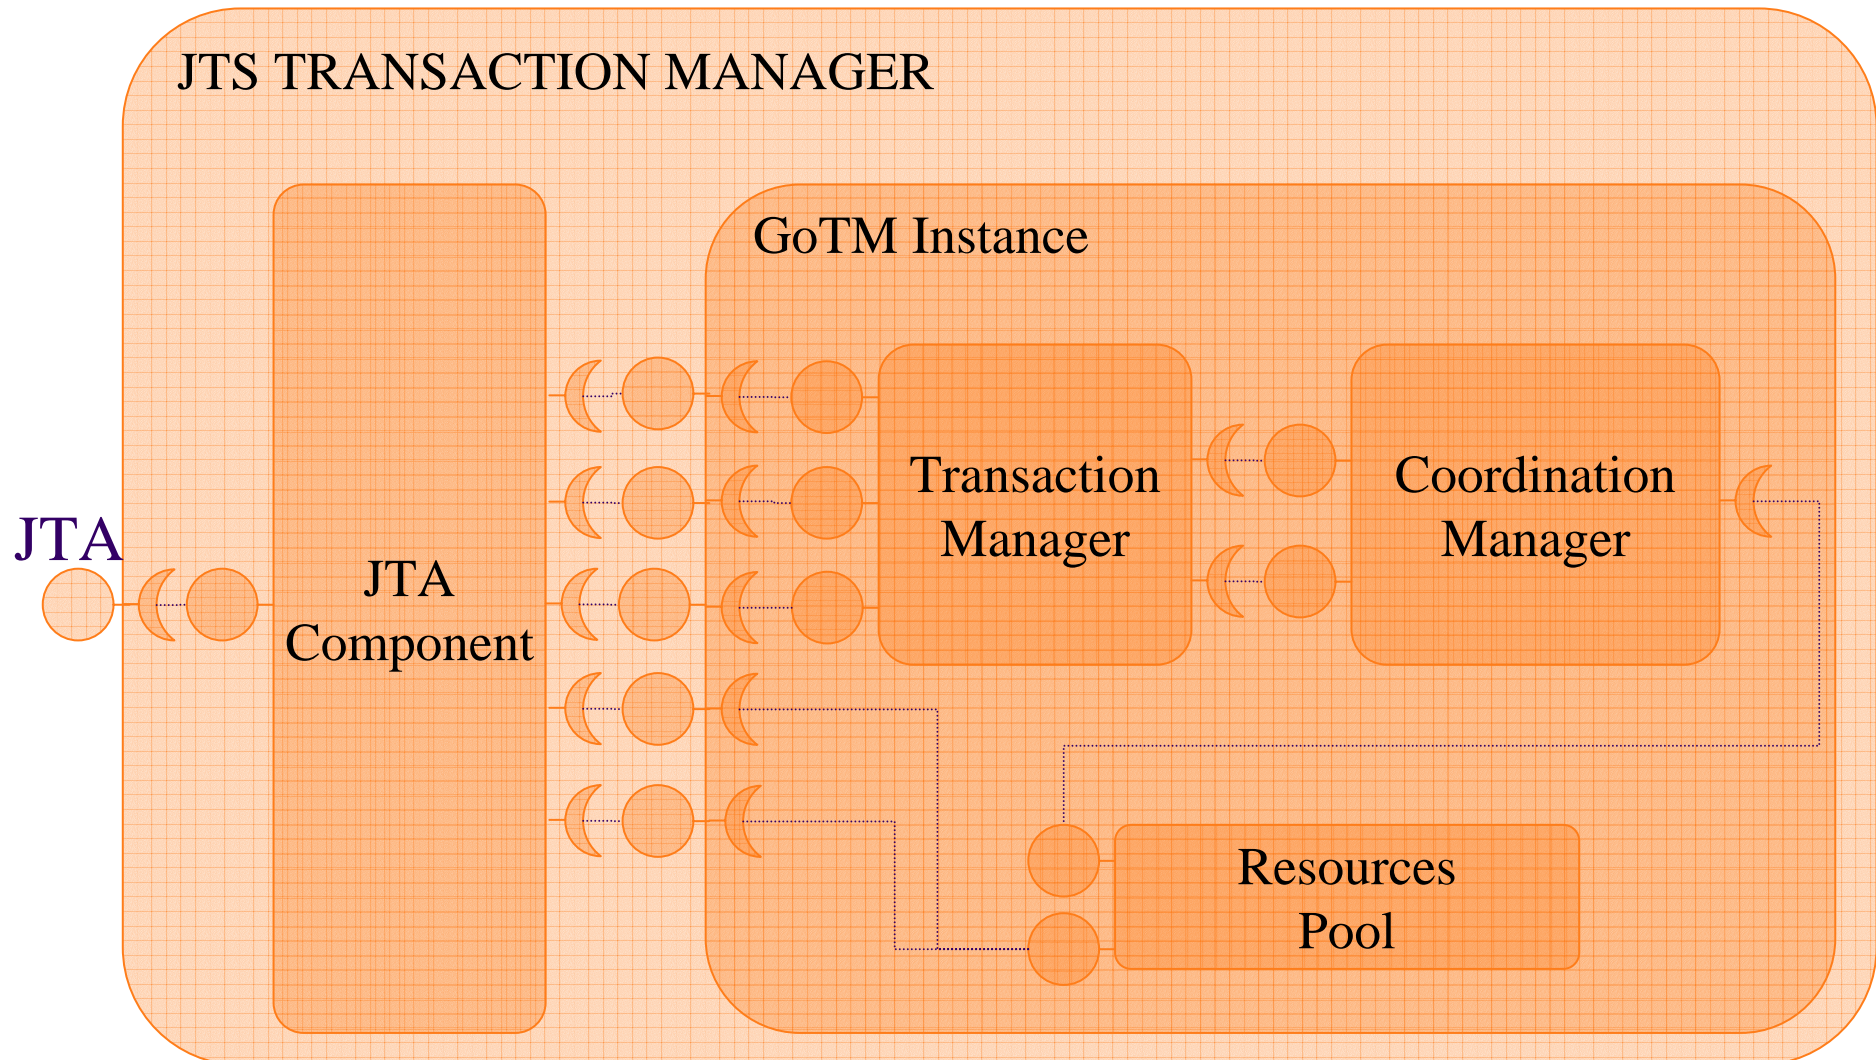 JTS TRANSACTION MANAGER
GoTM Instance
JTA
JTA
Component
Transaction
Manager
Coordination
Manager
Resources
Pool